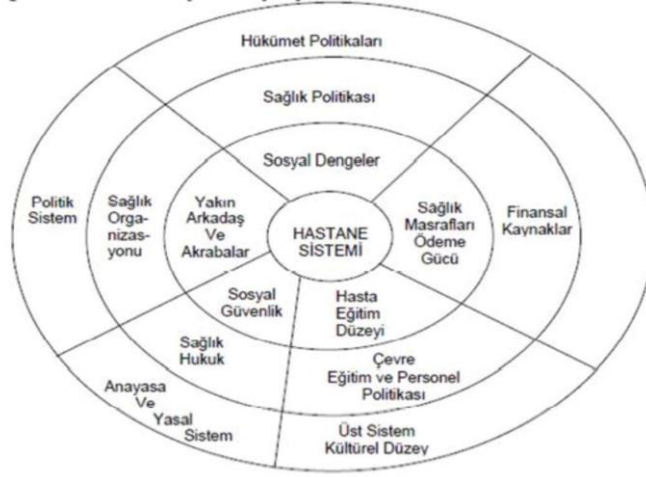 Hükümet Politikaları
Sağlık Politikası
Sosyal Dengeler
Politik
Sistem
Sağlık
Orga-
nizas-
yonu
Yakın
Arkadaş
Ve
Akrabalar
HASTANE
SİSTEMİ
Sağlık
Masrafları
Ödeme
Gücü
Finansal
Kaynaklar
Sosyal
Güvenlik
Hasta
Eğitim
Düzeyi
Sağlık
Hukuk
Çevre
Eğitim ve Personel
Politikası
Anayasa
Ve
Yasal
Sistem
Üst Sistem
Kültürel Düzey